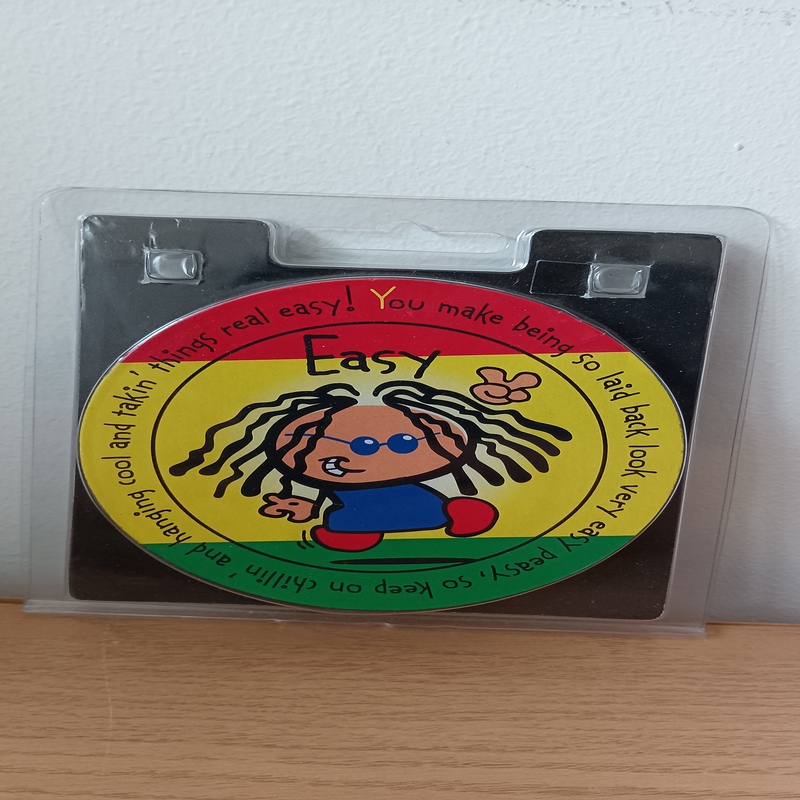 Easy
You make being so laid back look very easy peasy, so keep on chillin' and hanging cool and takin' things real easy!